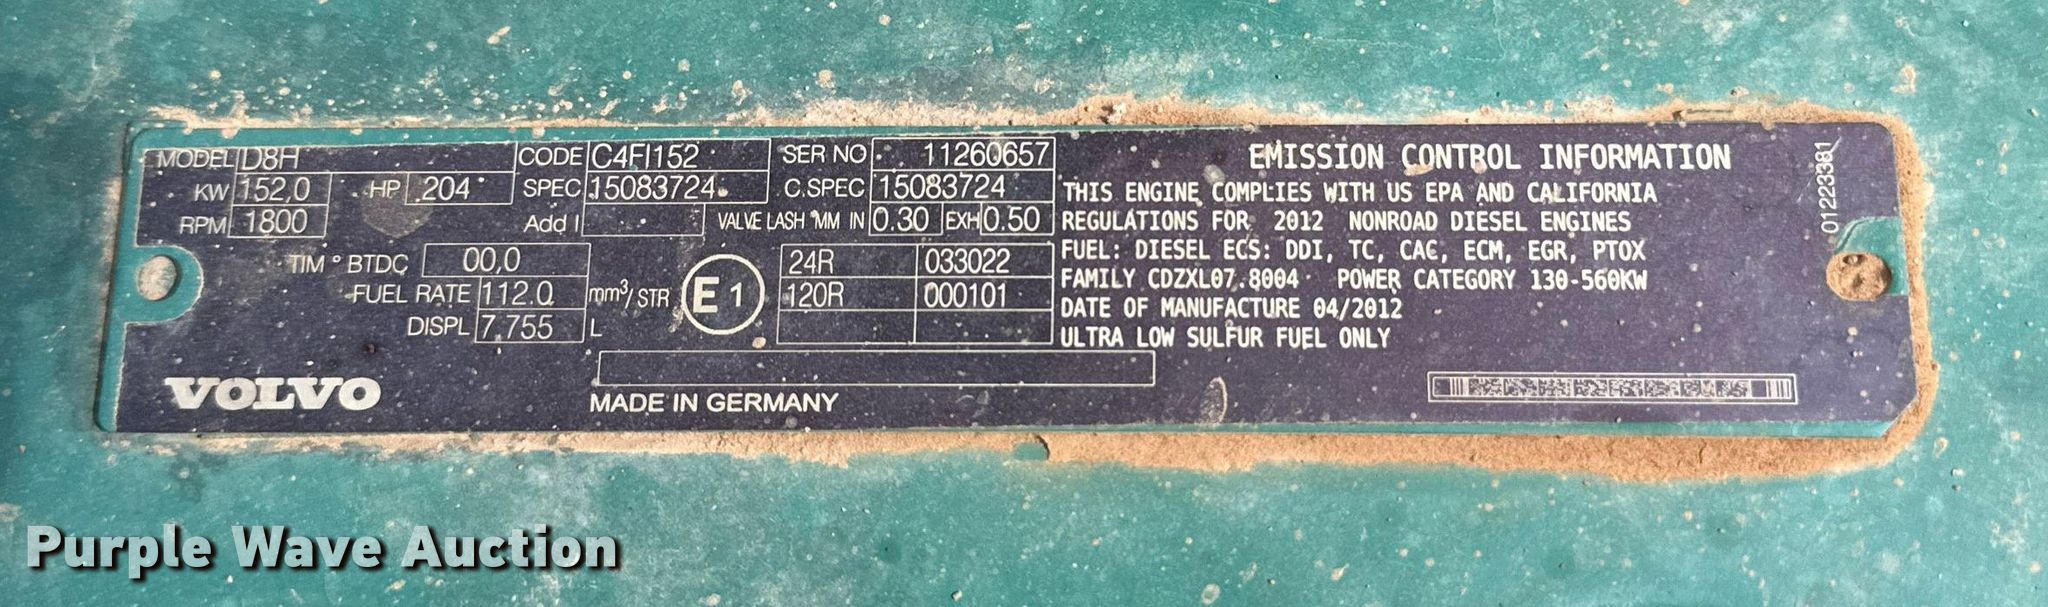 MODEL D8H CODE C4FI152 SER NO 11260657
KW 152,0 HP 204 SPEC 15083724 C.SPEC 15083724
RPM 1800 Add I VALVE LASH MM IN 0.30 EXH 0.50
TIM ° BTDC 00,0
FUEL RATE 112.0 mm³/STR
DISPL 7,755 L
E1
24R 033022
120R 000101
VOLVO
MADE IN GERMANY
EMISSION CONTROL INFORMATION
THIS ENGINE COMPLIES WITH US EPA AND CALIFORNIA
REGULATIONS FOR 2012 NONROAD DIESEL ENGINES
FUEL: DIESEL ECS: DDI, TC, CAC, ECM, EGR, PTOX
FAMILY CDZXL07.8004 POWER CATEGORY 130-560KW
DATE OF MANUFACTURE 04/2012
ULTRA LOW SULFUR FUEL ONLY
01223381
Purple Wave Auction